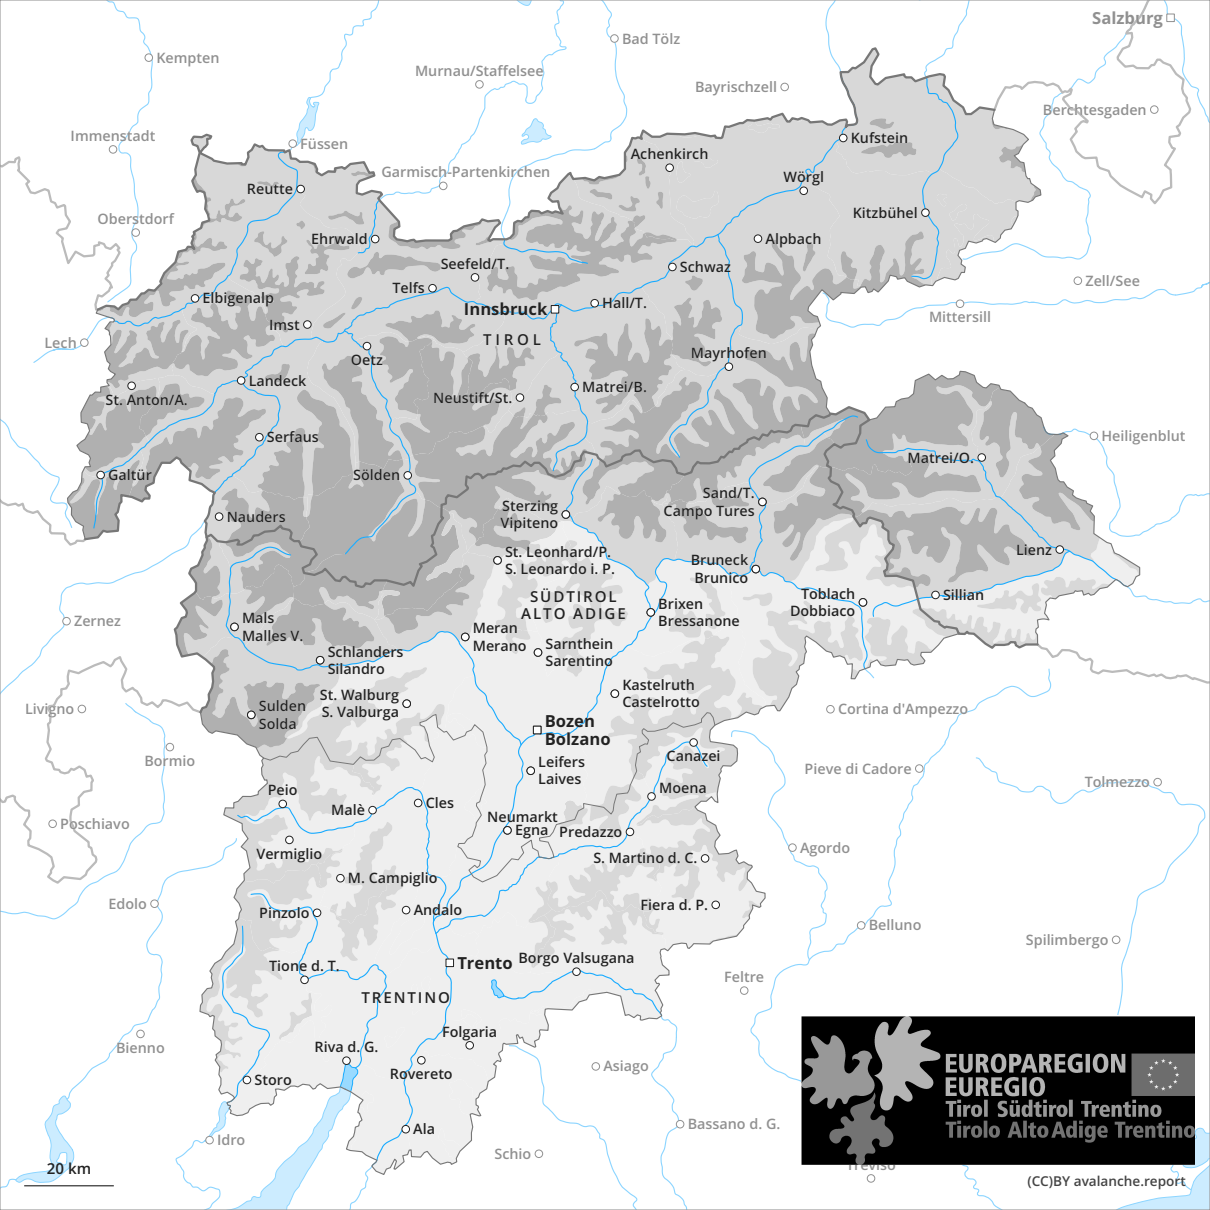 Salzburg
Bad Tölz
Kempten
Murnau/Staffelsee
Bayrischzell
Berchtesgaden
Immenstadt
Kufstein
Füssen
Achenkirch
Garmisch-Partenkirchen
Wörgl
Reutte
Kitzbühel
Oberstdorf
Ehrwald
Alpbach
Seefeld/T.
Schwaz
Zell/See
Telfs
Elbigenalp
Hall/T.
Innsbruck
Mittersill
Imst
TIROL
Lech
Oetz
Mayrhofen
Landeck
Matrei/B.
St. Anton/A.
Neustift/St.
Serfaus
Heiligenblut
Matrei/O.
Galtür
Sölden
Sand/T.
Campo Tures
Sterzing
Vipiteno
Nauders
Lienz
St. Leonhard/P.
S. Leonardo i. P.
Bruneck
Brunico
SÜDTIROL
ALTO ADIGE
Toblach
Dobbiaco
Sillian
Brixen
Bressanone
Zernez
Mals
Malles V.
Meran
Merano
Sarnthein
Sarentino
Schlanders
Silandro
Kastelruth
Castelrotto
St. Walburg
S. Valburga
Livigno
Sulden
Solda
Cortina d'Ampezzo
Bozen
Bolzano
Bormio
Canazei
Leifers
Laives
Pieve di Cadore
Tolmezzo
Moena
Peio
Malè
Cles
Neumarkt
Egna
Predazzo
Poschiavo
Agordo
Vermiglio
S. Martino d. C.
M. Campiglio
Edolo
Pinzolo
Andalo
Fiera d. P.
Belluno
Spilimbergo
Borgo Valsugana
Trento
Tione d. T.
Feltre
TRENTINO
Folgaria
Bienno
Riva d. G.
Rovereto
Asiago
Storo
EUROPAREGION
EUREGIO
Tirol Südtirol Trentino
Tirolo Alto Adige Trentino
Bassano d. G.
Ala
Idro
Schio
Treviso
20 km
(CC)BY avalanche.report